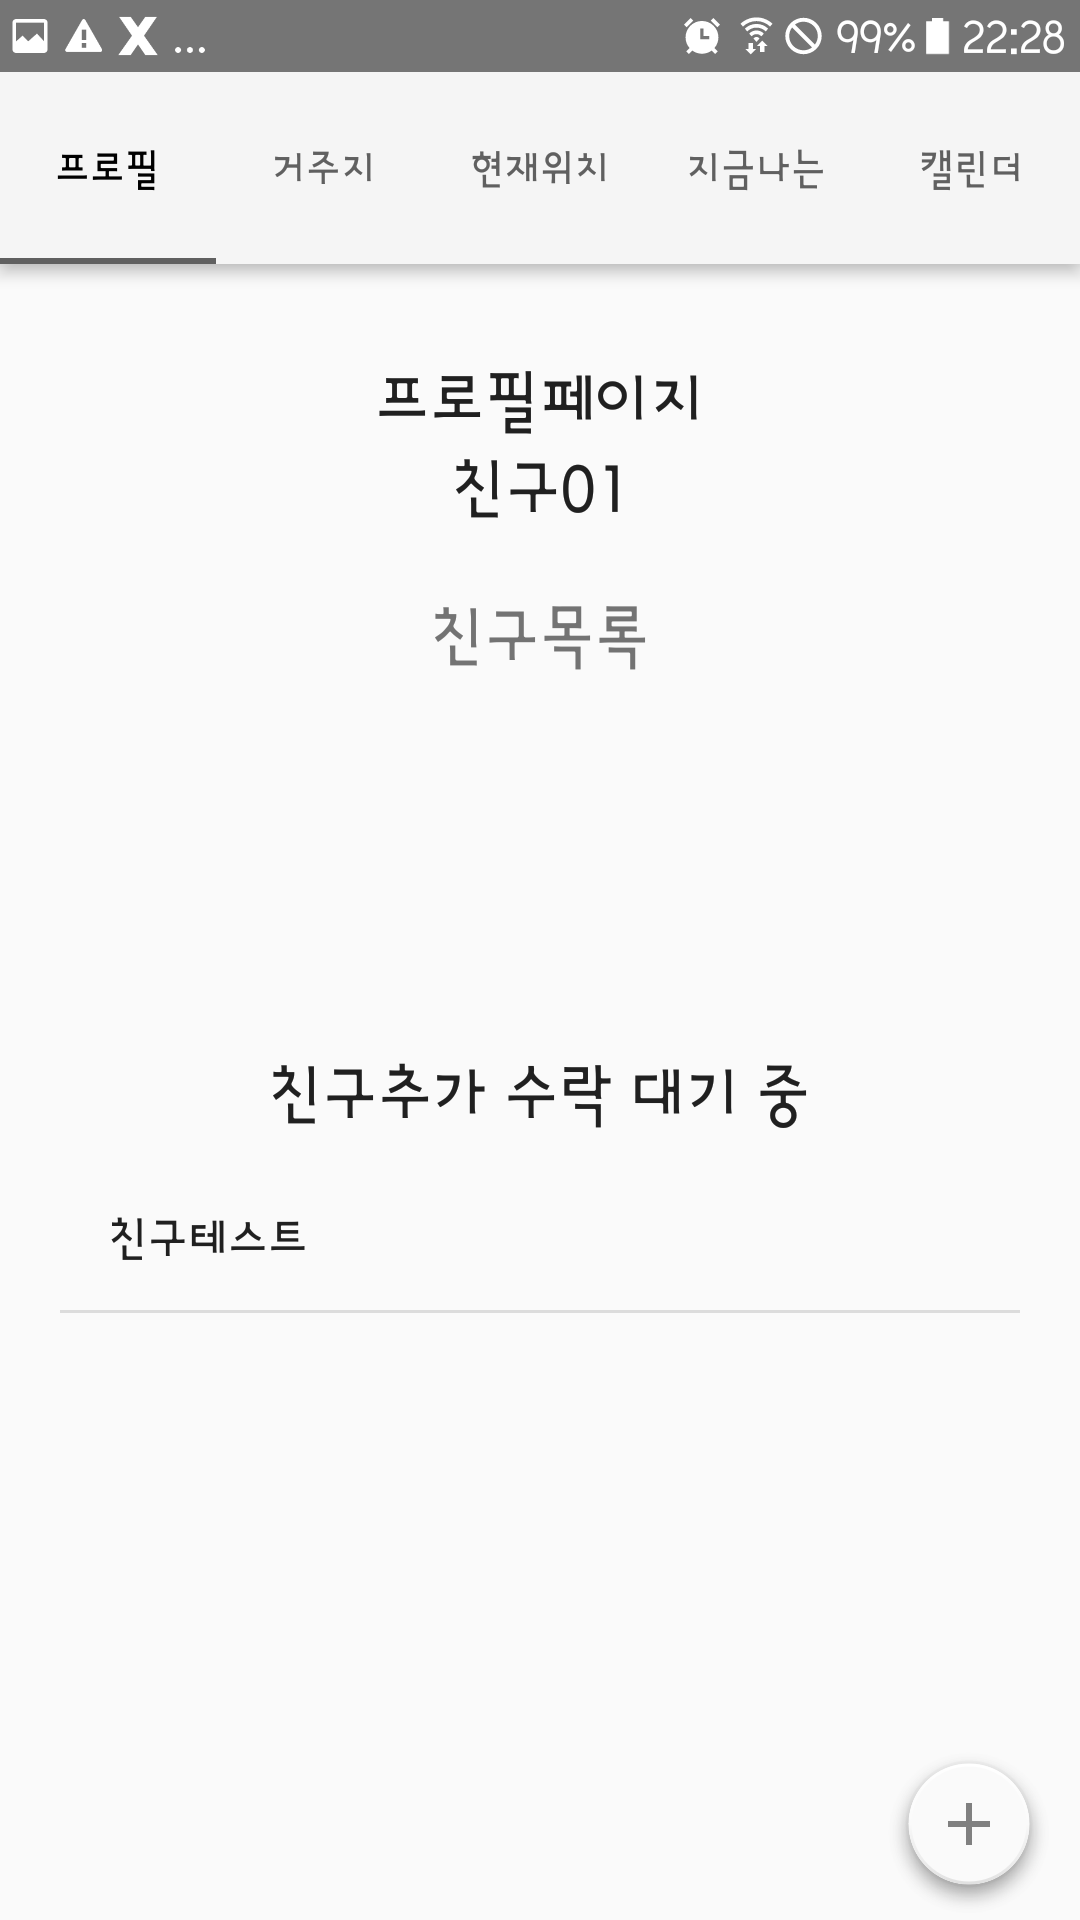 ... 99% 22:28
프로필 거주지 현재위치 지금나는 캘린더
프로필페이지
친구01
친구목록
친구추가 수락 대기 중
친구테스트